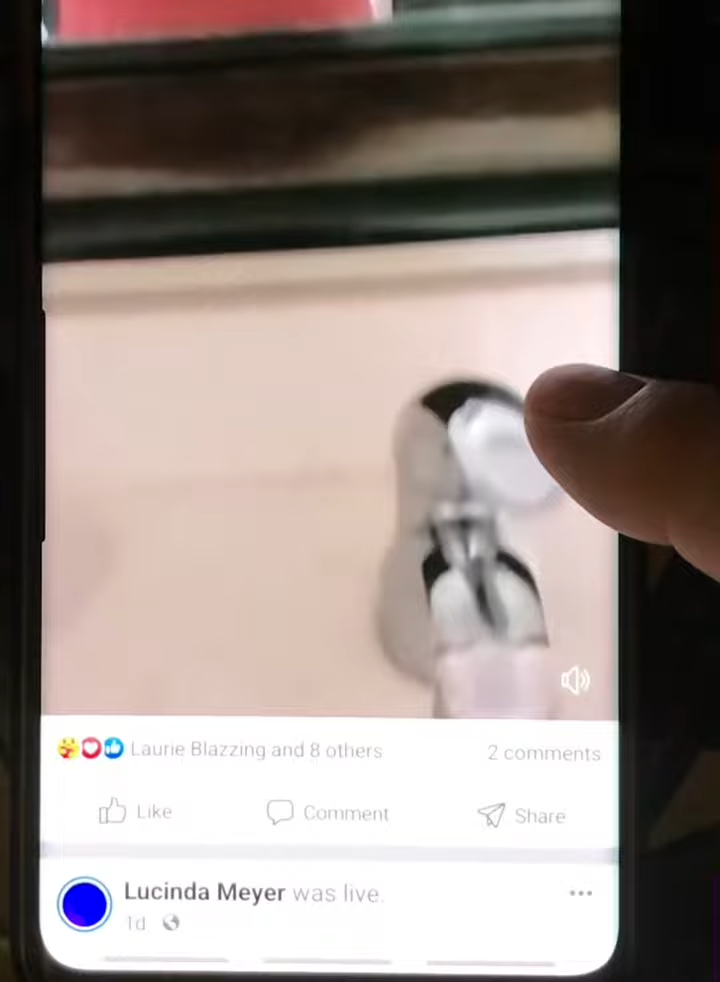 Laurie Blazzing and 8 others 2 comments
Like Comment Share
Lucinda Meyer was live.
1d